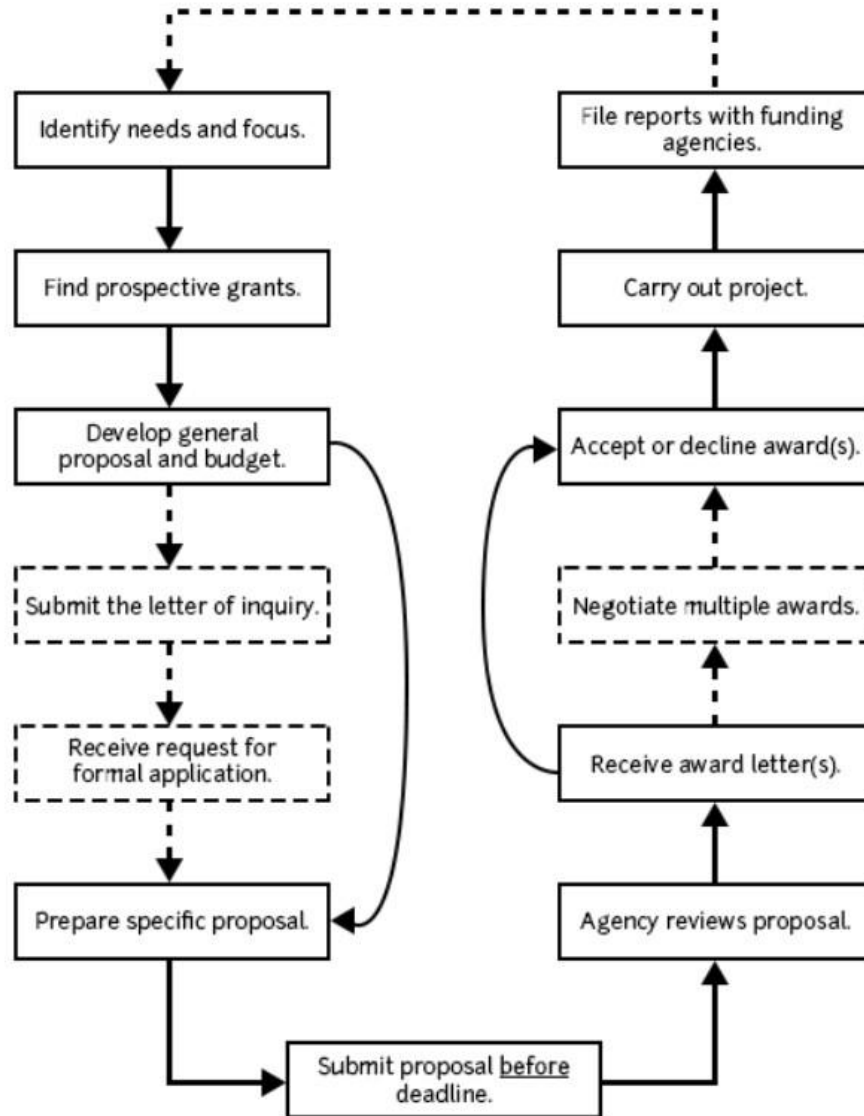 Identify needs and focus.
Find prospective grants.
Develop general
proposal and budget.
Submit the letter of inquiry.
Receive request for
formal application.
Prepare specific proposal.
Submit proposal before
deadline.
Agency reviews proposal.
Receive award letter(s).
Negotiate multiple awards.
Accept or decline award(s).
Carry out project.
File reports with funding
agencies.